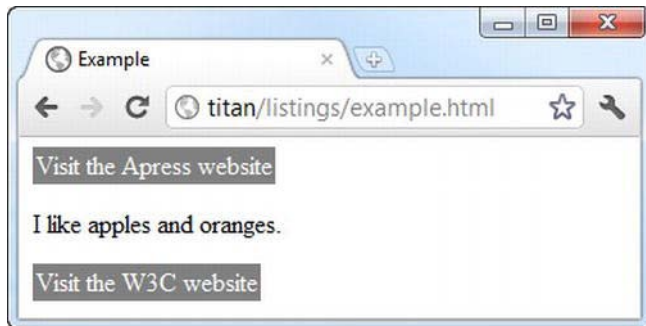 Example
titan/listings/example.html
Visit the Apress website
I like apples and oranges.
Visit the W3C website